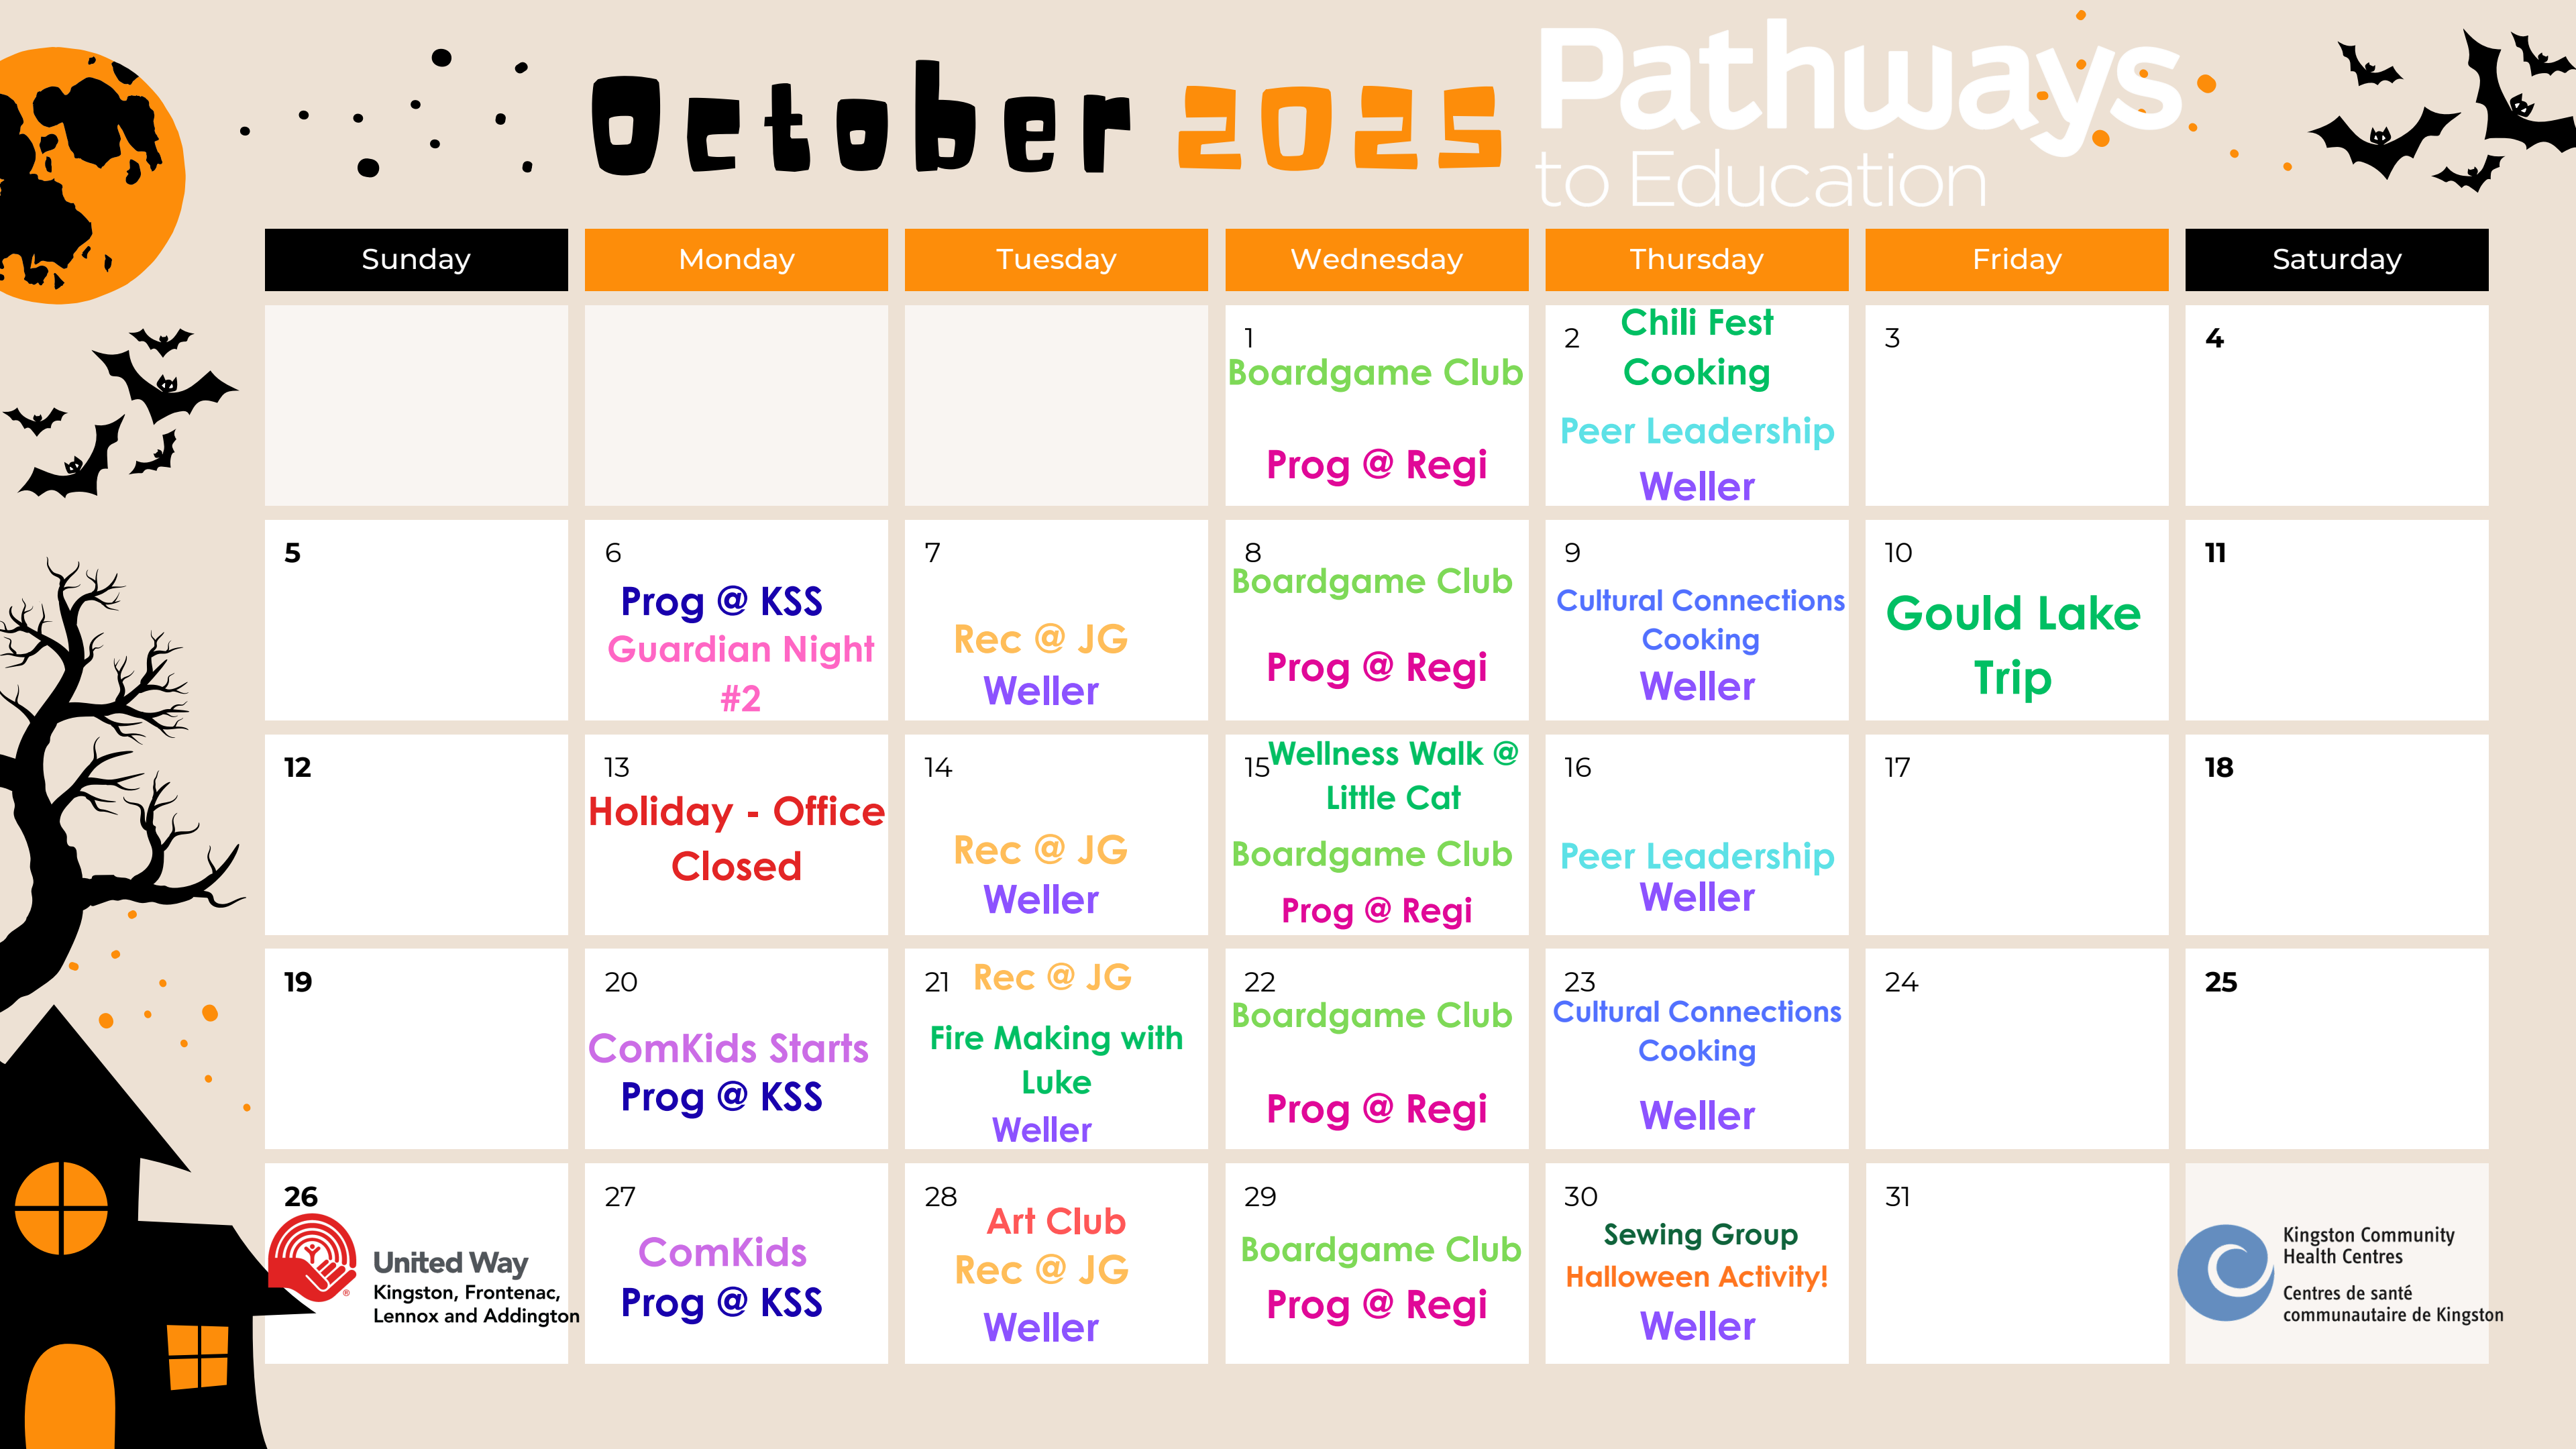 October 2025
Pathways
to Education
Sunday
Monday
Tuesday
Wednesday
Thursday
Friday
Saturday
1
Boardgame Club
Prog @ Regi
2
Chili Fest
Cooking
Peer Leadership
Weller
3
4
5
6
Prog @ KSS
Guardian Night
#2
7
Rec @ JG
Weller
8
Boardgame Club
Prog @ Regi
9
Cultural Connections
Cooking
Weller
10
Gould Lake
Trip
11
12
13
Holiday - Office
Closed
14
Rec @ JG
Weller
15
Wellness Walk @
Little Cat
Boardgame Club
Prog @ Regi
16
Peer Leadership
Weller
17
18
19
20
ComKids Starts
Prog @ KSS
21
Rec @ JG
Fire Making with
Luke
Weller
22
Boardgame Club
Prog @ Regi
23
Cultural Connections
Cooking
Weller
24
25
26
United Way
Kingston, Frontenac,
Lennox and Addington
27
ComKids
Prog @ KSS
28
Art Club
Rec @ JG
Weller
29
Boardgame Club
Prog @ Regi
30
Sewing Group
Halloween Activity!
Weller
31
Kingston Community
Health Centres
Centres de santé
communautaire de Kingston